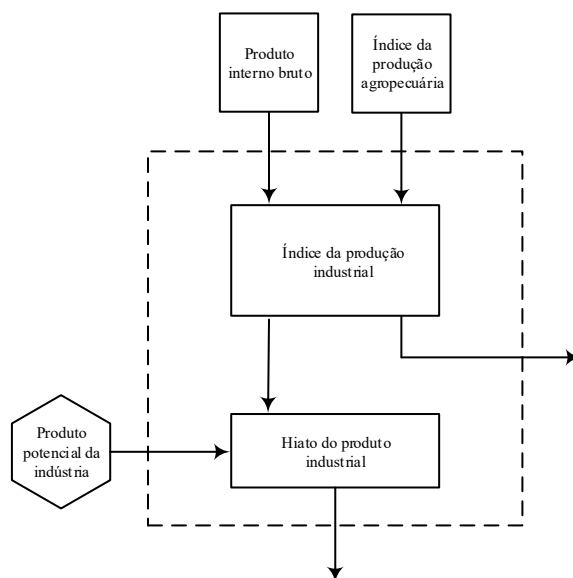 Produto
interno bruto
Índice da
produção
agropecuária
Índice da produção
industrial
Produto
potencial da
indústria
Hiato do produto
industrial